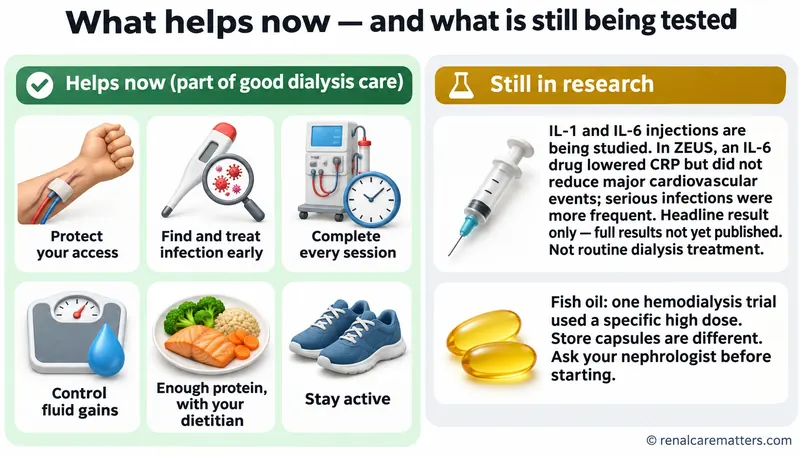 What helps now — and what is still being tested
Helps now (part of good dialysis care)
Protect
your access
Find and treat
infection early
Complete
every session
Control
fluid gains
Enough protein,
with your
dietitian
Stay active
Still in research
IL-1 and IL-6 injections are
being studied. In ZEUS, an IL-6
drug lowered CRP but did not
reduce major cardiovascular
events; serious infections were
more frequent. Headline result
only — full results not yet published.
Not routine dialysis treatment.
Fish oil: one hemodialysis trial
used a specific high dose.
Store capsules are different.
Ask your nephrologist before
starting.
© renalcarematters.com